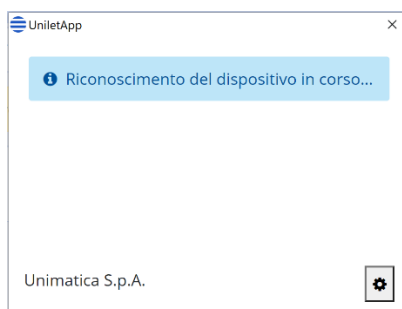 UniletApp
Riconoscimento del dispositivo in corso...
Unimatica S.p.A.